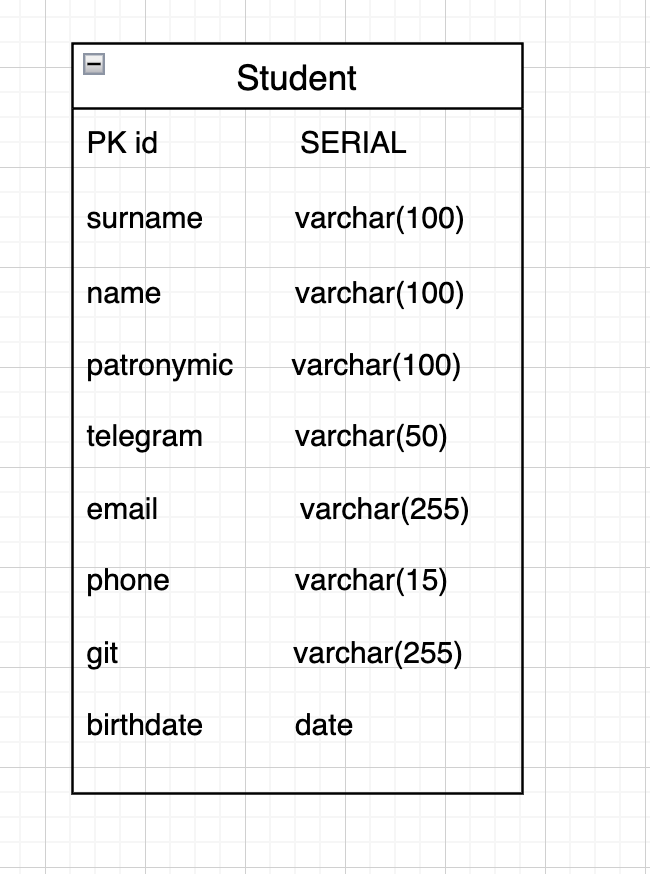 Student
PK id SERIAL
surname varchar(100)
name varchar(100)
patronymic varchar(100)
telegram varchar(50)
email varchar(255)
phone varchar(15)
git varchar(255)
birthdate date